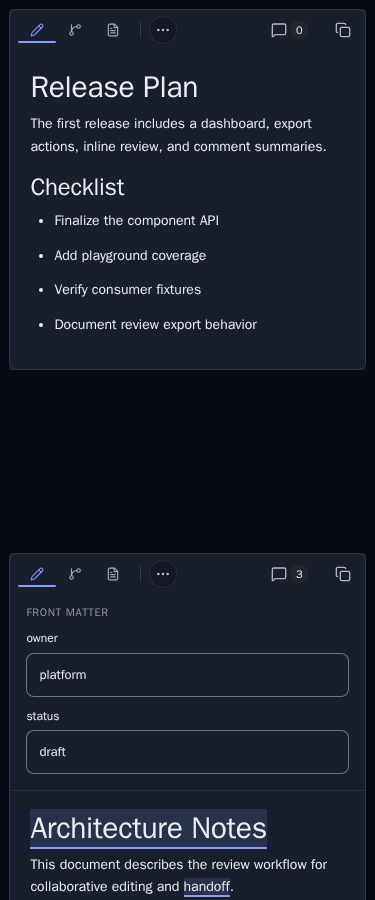 0
Release Plan
The first release includes a dashboard, export
actions, inline review, and comment summaries.
Checklist
• Finalize the component API
• Add playground coverage
• Verify consumer fixtures
• Document review export behavior
3
FRONT MATTER
owner
platform
status
draft
Architecture Notes
This document describes the review workflow for
collaborative editing and handoff.